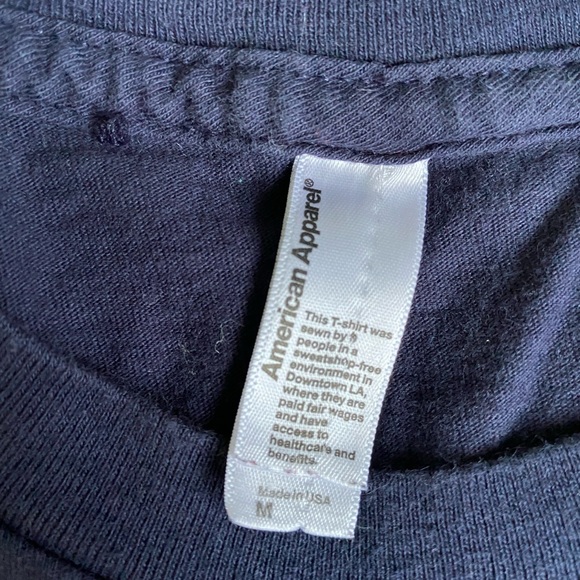 American Apparel®
This T-shirt was
sewn by
people in a
sweatshop-free
environment in
Downtown LA,
where they are
paid fair wages
and have
access to
healthcare and
benefits.
Made in USA
M